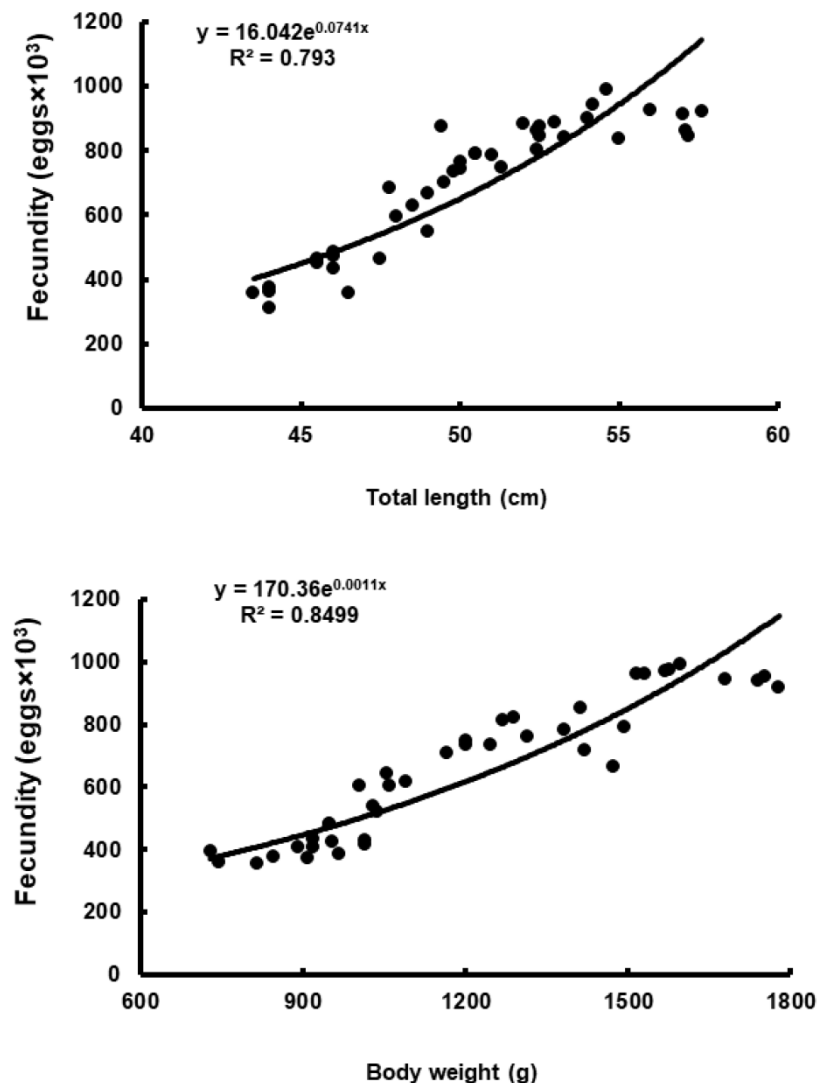 y = 16.042e^0.0741x
R² = 0.793
Fecundity (eggs×10³)
1200
1000
800
600
400
200
0
40 45 50 55 60
Total length (cm)
y = 170.36e^0.0011x
R² = 0.8499
Fecundity (eggs×10³)
1200
1000
800
600
400
200
0
600 900 1200 1500 1800
Body weight (g)